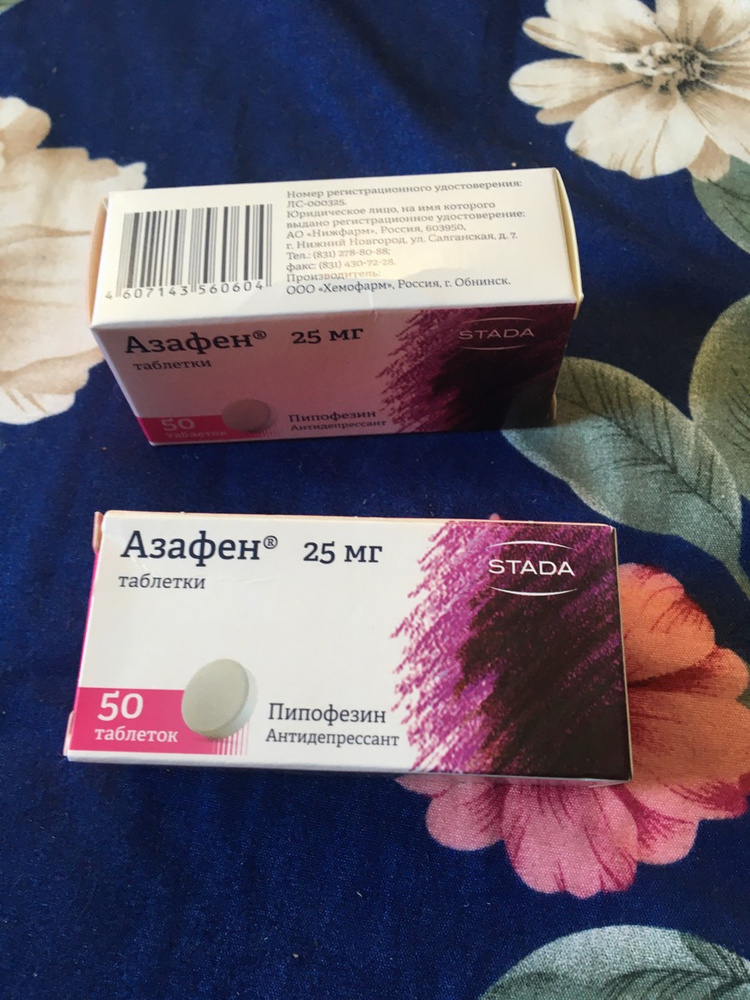 Номер регистрационного удостоверения:
ЛС-000325.
Юридическое лицо, на имя которого
выдано регистрационное удостоверение:
АО «Нижфарм», Россия, 603950,
г. Нижний Новгород, ул. Салганская, д. 7.
Тел.: (831) 278-80-88;
факс: (831) 430-72-28.
Производитель:
ООО «Хемофарм», Россия, г. Обнинск.
4 607143 560604
Азафен® 25 мг
таблетки
STADA
50
таблеток
Пипофезин
Антидепрессант
Азафен® 25 мг
таблетки
STADA
50
таблеток
Пипофезин
Антидепрессант